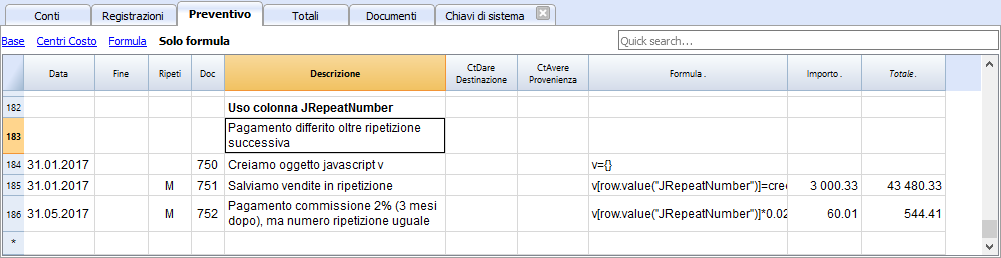 Conti Registrazioni Preventivo Totali Documenti Chiavi di sistema
Base Centri Costo Formula Solo formula Quick search...
Data Fine Ripeti Doc Descrizione CtDare Destinazione CtAvere Provenienza Formula . Importo . Totale .
182 Uso colonna JRepeatNumber
183 Pagamento differito oltre ripetizione
successiva
184 31.01.2017 750 Creiamo oggetto javascript v v={}
185 31.01.2017 M 751 Salviamo vendite in ripetizione v[row.value("JRepeatNumber")]=cre 3 000.33 43 480.33
186 31.05.2017 M 752 Pagamento commissione 2% (3 mesi
dopo), ma numero ripetizione uguale v[row.value("JRepeatNumber")]*0.02 60.01 544.41
*